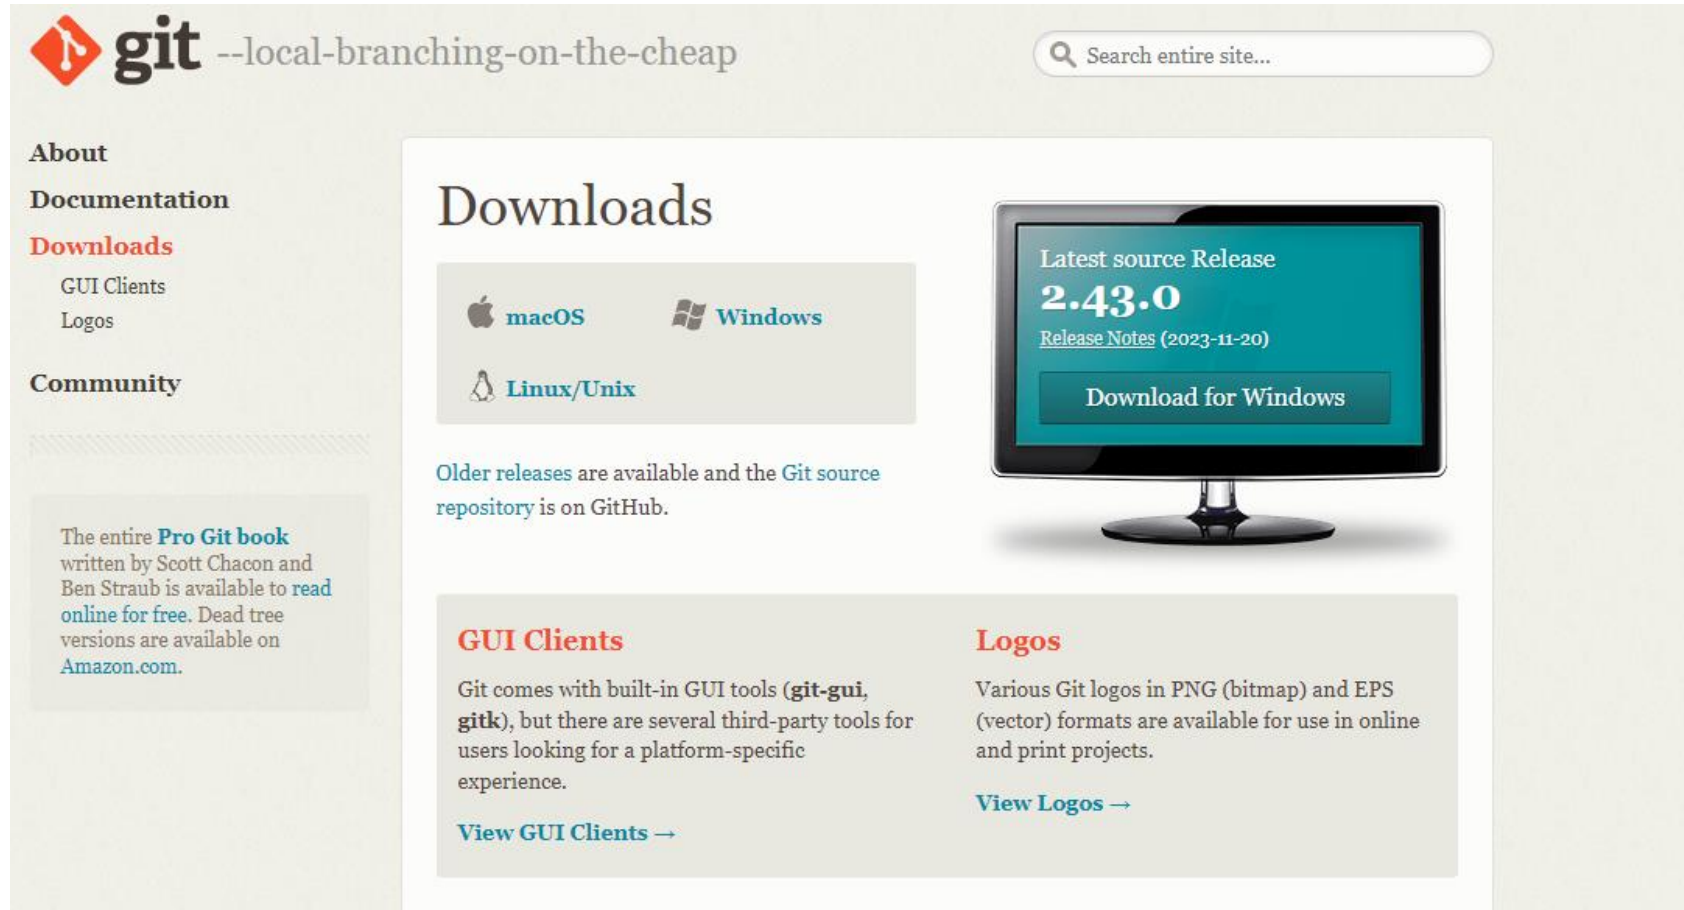 git --local-branching-on-the-cheap
Search entire site...
About
Documentation
Downloads
GUI Clients
Logos
Community
The entire Pro Git book
written by Scott Chacon and
Ben Straub is available to read
online for free. Dead tree
versions are available on
Amazon.com.
Downloads
macOS
Windows
Linux/Unix
Older releases are available and the Git source
repository is on GitHub.
Latest source Release
2.43.0
Release Notes (2023-11-20)
Download for Windows
GUI Clients
Git comes with built-in GUI tools (git-gui,
gitk), but there are several third-party tools for
users looking for a platform-specific
experience.
View GUI Clients →
Logos
Various Git logos in PNG (bitmap) and EPS
(vector) formats are available for use in online
and print projects.
View Logos →